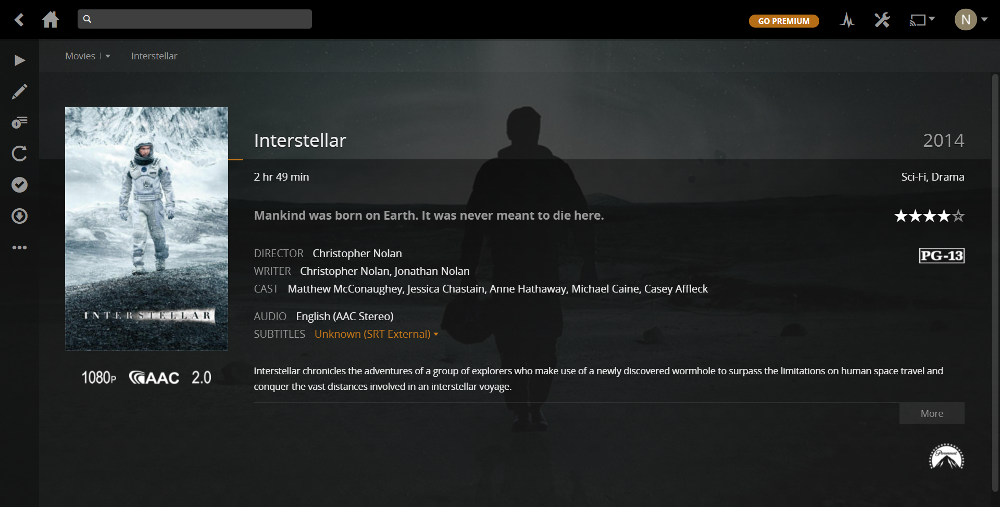 GO PREMIUM
N
Movies
Interstellar
Interstellar
2014
2 hr 49 min
Sci-Fi, Drama
Mankind was born on Earth. It was never meant to die here.
DIRECTOR Christopher Nolan
PG-13
WRITER Christopher Nolan, Jonathan Nolan
CAST Matthew McConaughey, Jessica Chastain, Anne Hathaway, Michael Caine, Casey Affleck
AUDIO English (AAC Stereo)
SUBTITLES Unknown (SRT External)
INTERSTELLAR
1080P AAC 2.0
Interstellar chronicles the adventures of a group of explorers who make use of a newly discovered wormhole to surpass the limitations on human space travel and
conquer the vast distances involved in an interstellar voyage.
More
Paramount